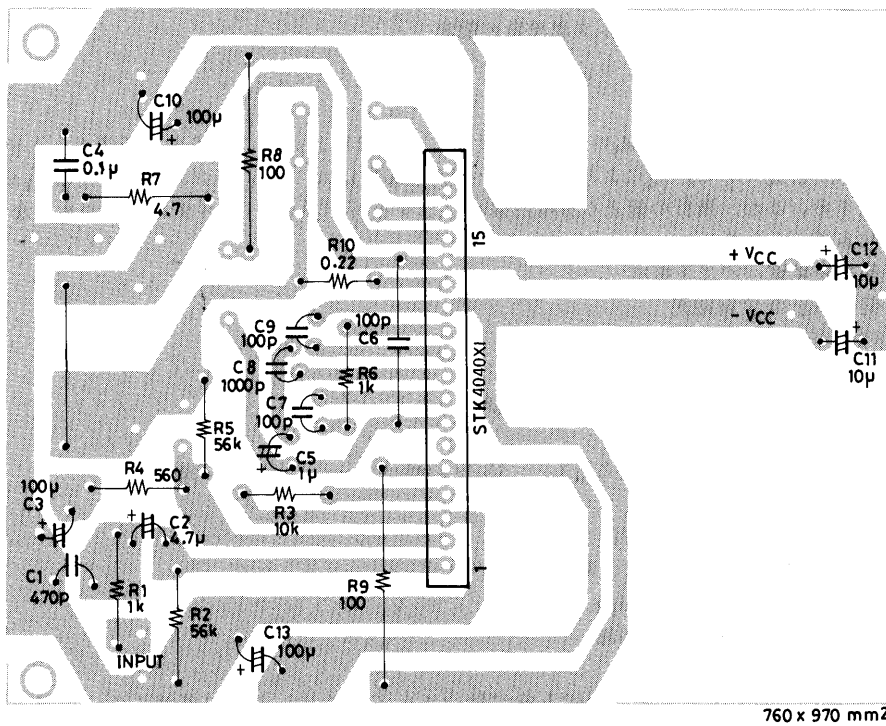 C10
100µ
C4
0.1µ
R7
4.7
R8
100
R10
0.22
15
+ VCC
C12
10µ
- VCC
C11
10µ
C9
100p
100p
C6
C8
1000p
R6
1k
C7
100p
STK4040XI
R5
56k
C5
1µ
R4
560
R3
10k
100µ
C3
C2
4.7µ
C1
470p
R1
1k
R2
56k
R9
100
1
INPUT
C13
100µ
760 x 970 mm2